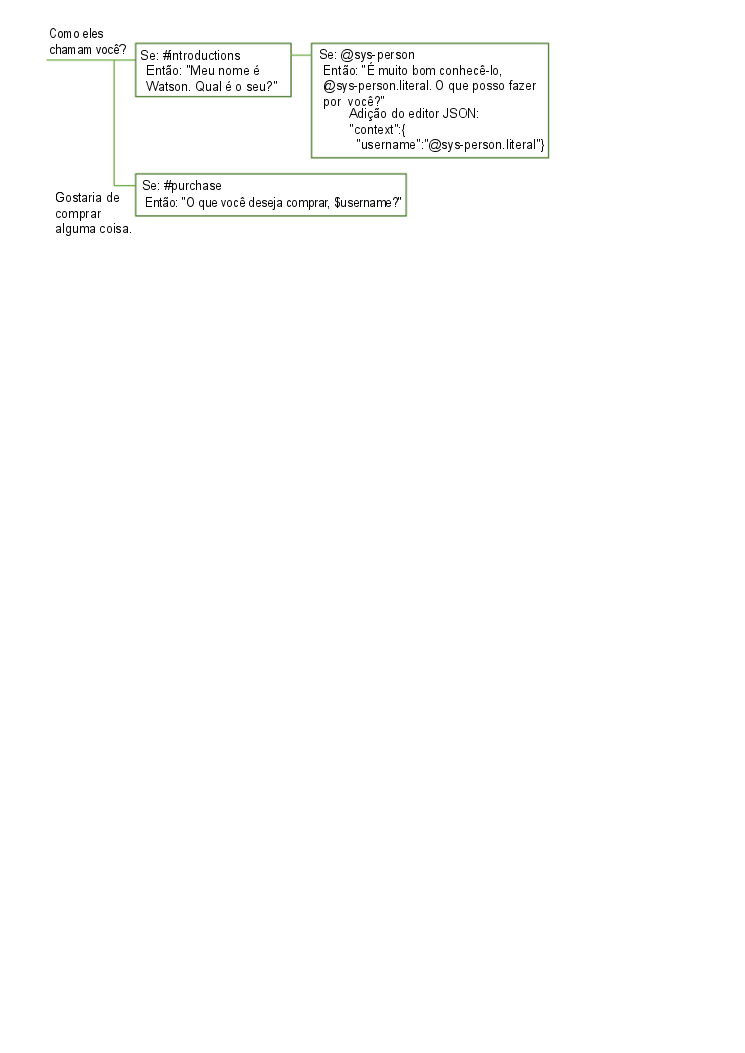 Como eles
chamam você?
Se: #introductions
Então: "Meu nome é
Watson. Qual é o seu?"
Se: @sys-person
Então: "É muito bom conhecê-lo,
@sys-person.literal. O que posso fazer
por você?"
Adição do editor JSON:
"context":{
"username":"@sys-person.literal"}
Gostaria de
comprar
alguma coisa.
Se: #purchase
Então: "O que você deseja comprar, $username?"